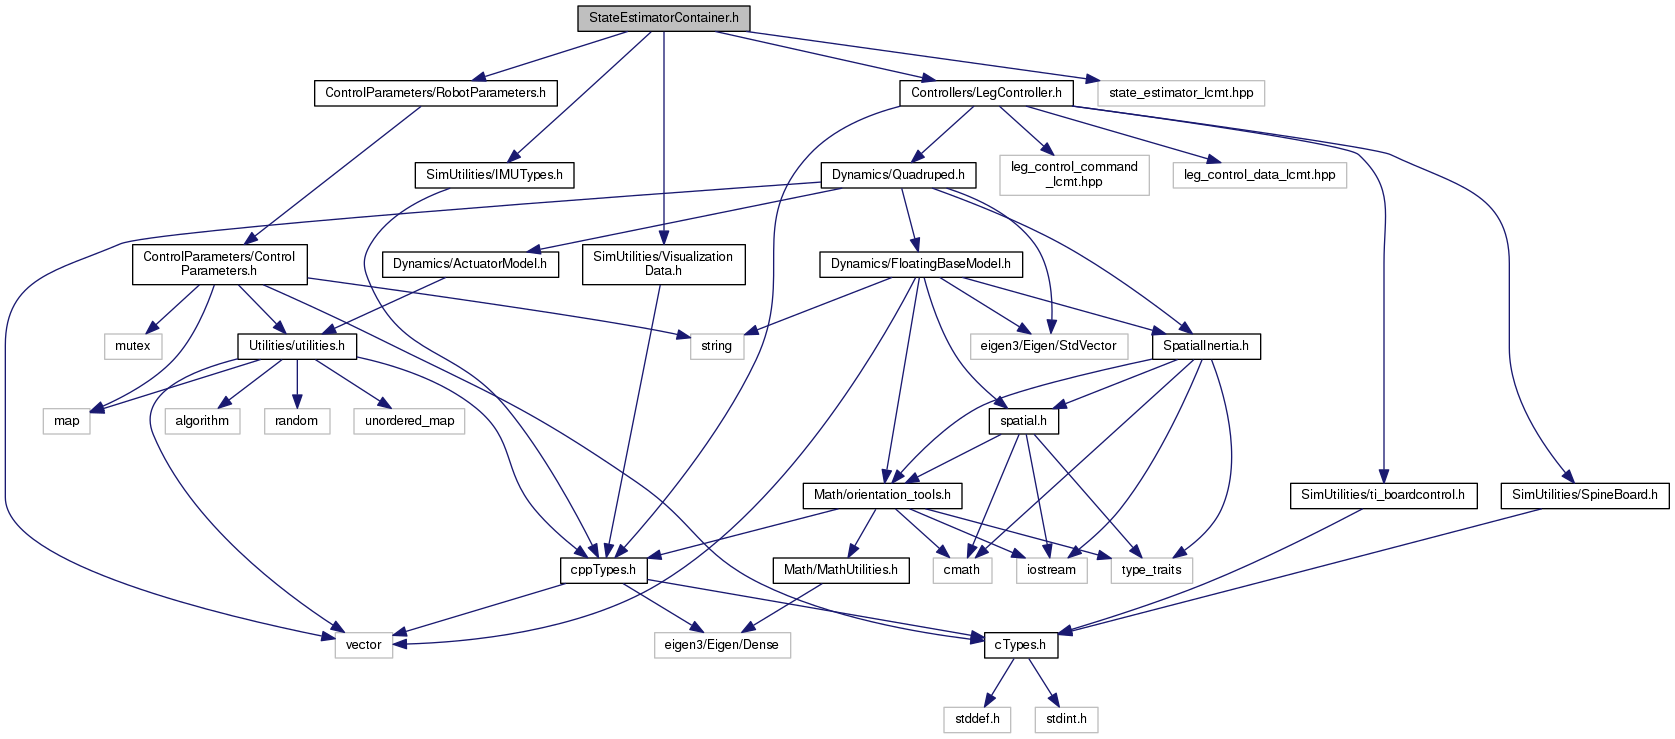 StateEstimatorContainer.h
ControlParameters/RobotParameters.h
Controllers/LegController.h
state_estimator_lcmt.hpp
SimUtilities/IMUTypes.h
Dynamics/Quadruped.h
leg_control_command
_lcmt.hpp
leg_control_data_lcmt.hpp
ControlParameters/Control
Parameters.h
Dynamics/ActuatorModel.h
SimUtilities/Visualization
Data.h
Dynamics/FloatingBaseModel.h
mutex
Utilities/utilities.h
string
eigen3/Eigen/StdVector
SpatialInertia.h
map
algorithm
random
unordered_map
spatial.h
Math/orientation_tools.h
SimUtilities/ti_boardcontrol.h
SimUtilities/SpineBoard.h
cppTypes.h
Math/MathUtilities.h
cmath
iostream
type_traits
vector
eigen3/Eigen/Dense
cTypes.h
stddef.h
stdint.h